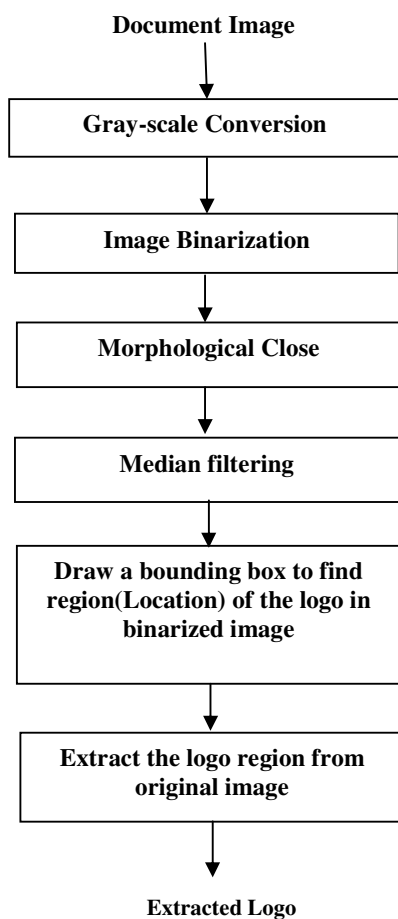 Document Image
Gray-scale Conversion
Image Binarization
Morphological Close
Median filtering
Draw a bounding box to find
region(Location) of the logo in
binarized image
Extract the logo region from
original image
Extracted Logo